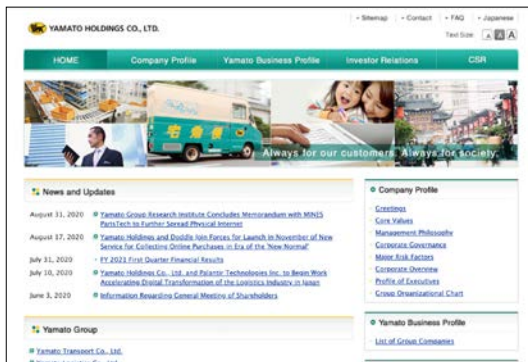 Sitemap Contact FAQ Japanese
YAMATO HOLDINGS CO., LTD.
Text Size A A A
HOME Company Profile Yamato Business Profile Investor Relations CSR
宅急便
Always for our customers. Always for society.
News and Updates
August 31, 2020 Yamato Group Research Institute Concludes Memorandum with MINES
ParisTech to Further Spread Physical Internet
August 17, 2020 Yamato Holdings and Doddle Join Forces for Launch in November of New
Service for Collecting Online Purchases in Era of the 'New Normal'
July 31, 2020 FY 2021 First Quarter Financial Results
July 10, 2020 Yamato Holdings Co., Ltd. and Palantir Technologies Inc. to Begin Work
Accelerating Digital Transformation of the Logistics Industry in Japan
June 3, 2020 Information Regarding General Meeting of Shareholders
Yamato Group
Yamato Transport Co., Ltd.
Company Profile
Greetings
Core Values
Management Philosophy
Corporate Governance
Major Risk Factors
Corporate Overview
Profile of Executives
Group Organizational Chart
Yamato Business Profile
List of Group Companies